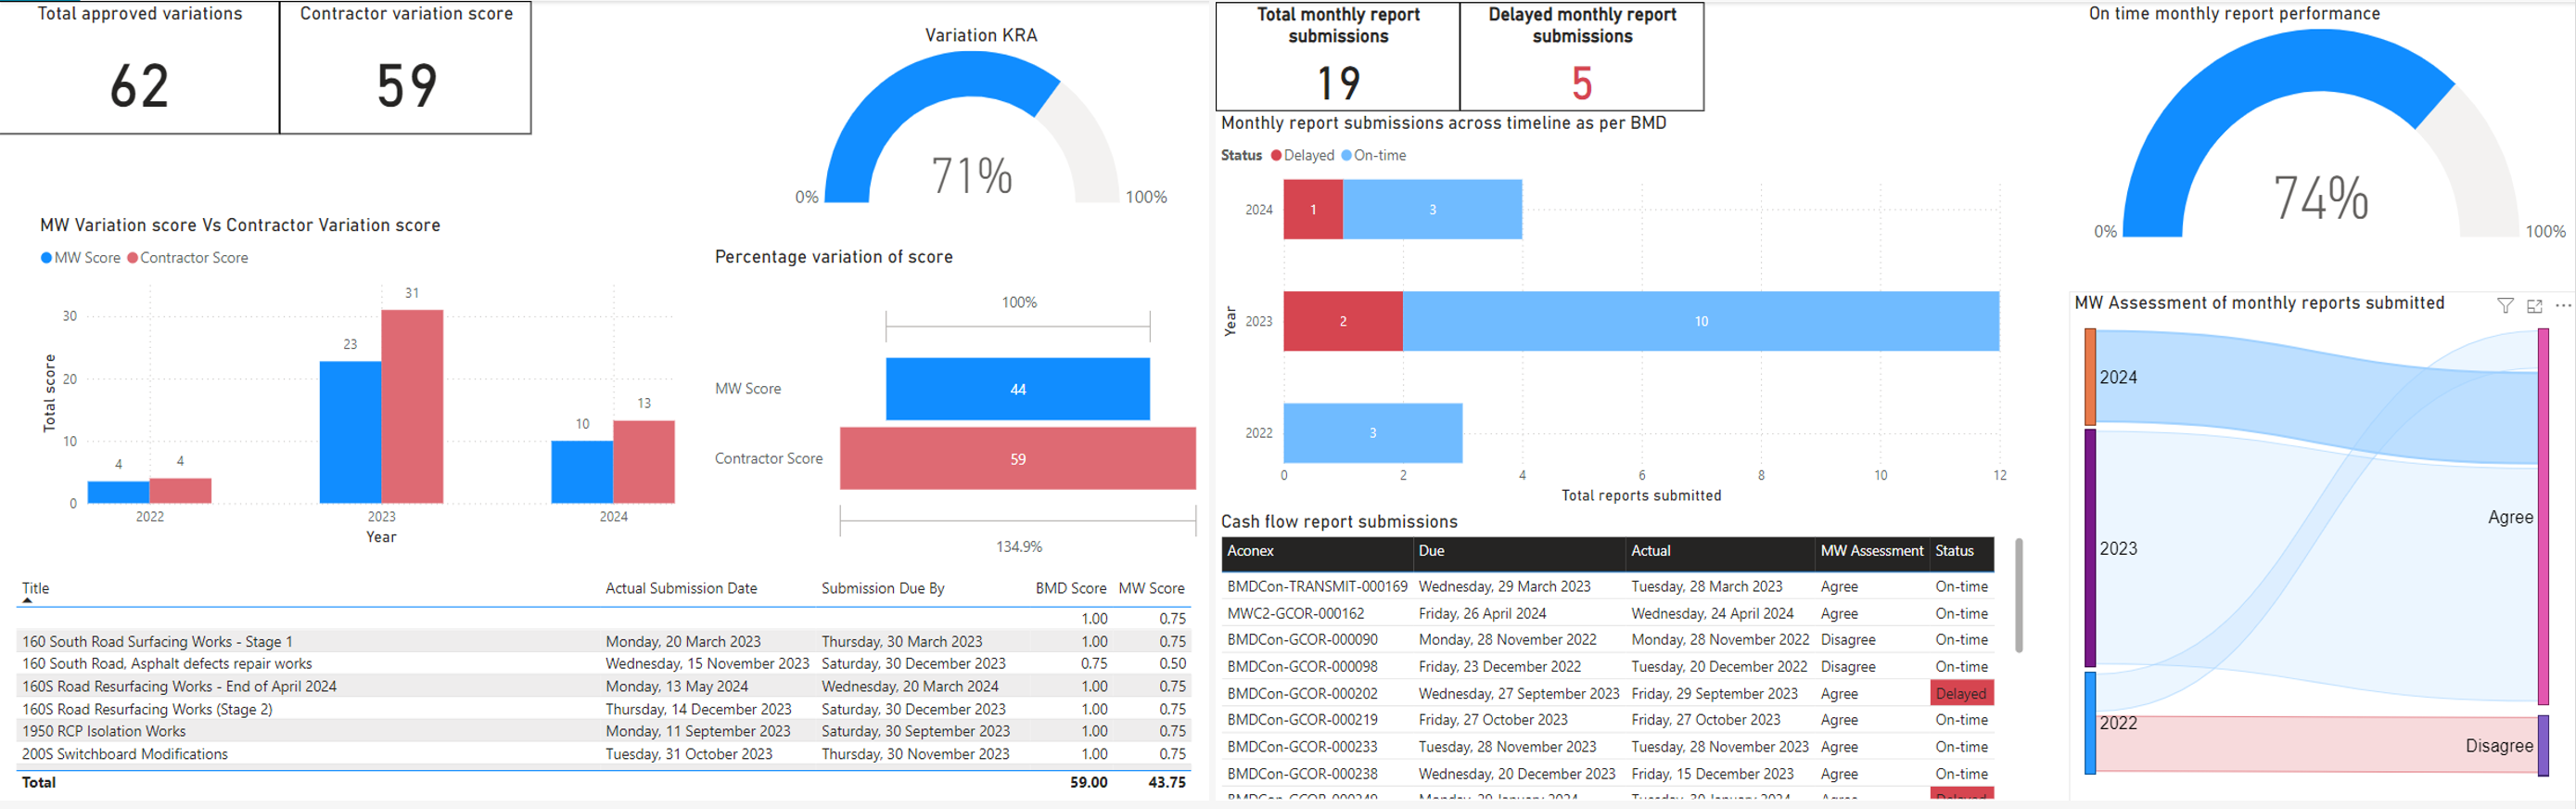 Total approved variations
62
Contractor variation score
59
Variation KRA
71%
0%
100%
MW Variation score Vs Contractor Variation score
MW Score Contractor Score
Total score
30
20
10
0
4
4
23
31
10
13
2022 2023 2024
Year
Percentage variation of score
100%
MW Score 44
Contractor Score 59
134.9%
Title Actual Submission Date Submission Due By BMD Score MW Score
1.00 0.75
160 South Road Surfacing Works - Stage 1 Monday, 20 March 2023 Thursday, 30 March 2023 1.00 0.75
160 South Road, Asphalt defects repair works Wednesday, 15 November 2023 Saturday, 30 December 2023 0.75 0.50
160S Road Resurfacing Works - End of April 2024 Monday, 13 May 2024 Wednesday, 20 March 2024 1.00 0.75
160S Road Resurfacing Works (Stage 2) Thursday, 14 December 2023 Saturday, 30 December 2023 1.00 0.75
1950 RCP Isolation Works Monday, 11 September 2023 Saturday, 30 September 2023 1.00 0.75
200S Switchboard Modifications Tuesday, 31 October 2023 Thursday, 30 November 2023 1.00 0.75
Total 59.00 43.75
Total monthly report
submissions
19
Delayed monthly report
submissions
5
Monthly report submissions across timeline as per BMD
Status Delayed On-time
Year
2024 1 3
2023 2 10
2022 3
0 2 4 6 8 10 12
Total reports submitted
Cash flow report submissions
Aconex Due Actual MW Assessment Status
BMDCon-TRANSMIT-000169 Wednesday, 29 March 2023 Tuesday, 28 March 2023 Agree On-time
MWC2-GCOR-000162 Friday, 26 April 2024 Wednesday, 24 April 2024 Agree On-time
BMDCon-GCOR-000090 Monday, 28 November 2022 Monday, 28 November 2022 Disagree On-time
BMDCon-GCOR-000098 Friday, 23 December 2022 Tuesday, 20 December 2022 Disagree On-time
BMDCon-GCOR-000202 Wednesday, 27 September 2023 Friday, 29 September 2023 Agree Delayed
BMDCon-GCOR-000219 Friday, 27 October 2023 Friday, 27 October 2023 Agree On-time
BMDCon-GCOR-000233 Tuesday, 28 November 2023 Tuesday, 28 November 2023 Agree On-time
BMDCon-GCOR-000238 Wednesday, 20 December 2023 Friday, 15 December 2023 Agree On-time
On time monthly report performance
74%
0%
100%
MW Assessment of monthly reports submitted
2024
2023
2022
Agree
Disagree